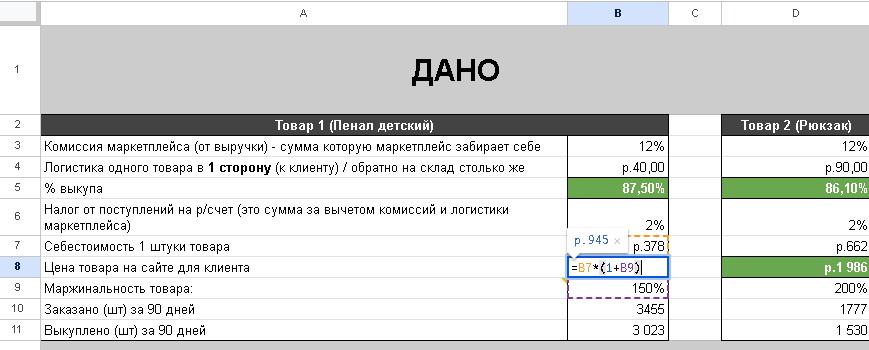 A B C D
1 ДАНО
2 Товар 1 (Пенал детский) Товар 2 (Рюкзак)
3 Комиссия маркетплейса (от выручки) - сумма которую маркетплейс забирает себе 12% 12%
4 Логистика одного товара в 1 сторону (к клиенту) / обратно на склад столько же р.40,00 р.90,00
5 % выкупа 87,50% 86,10%
6 Налог от поступлений на р/счет (это сумма за вычетом комиссий и логистики
маркетплейса) 2% 2%
р.945 ×
7 Себестоимость 1 штуки товара р.378 р.662
8 Цена товара на сайте для клиента =B7*(1+B9) р.1 986
9 Маржинальность товара: 150% 200%
10 Заказано (шт) за 90 дней 3455 1777
11 Выкуплено (шт) за 90 дней 3 023 1 530